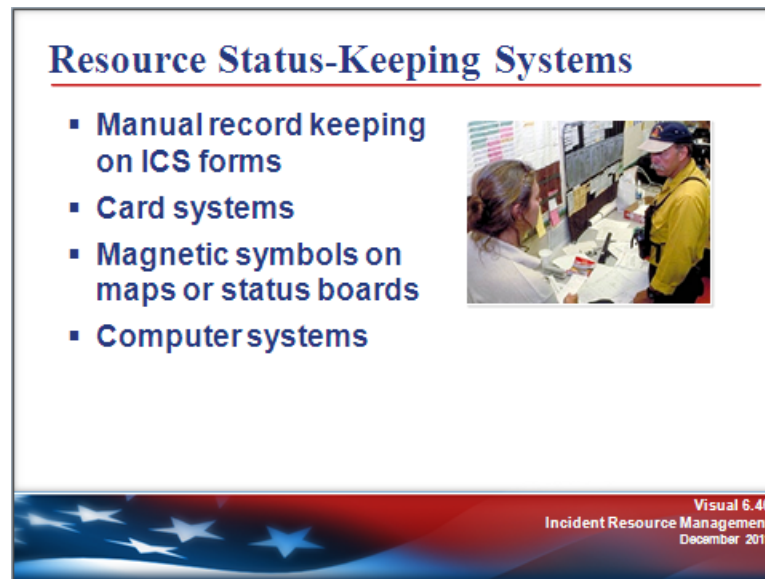 Resource Status-Keeping Systems
▪ Manual record keeping
on ICS forms
▪ Card systems
▪ Magnetic symbols on
maps or status boards
▪ Computer systems
Visual 6.4
Incident Resource Managemen
December 201